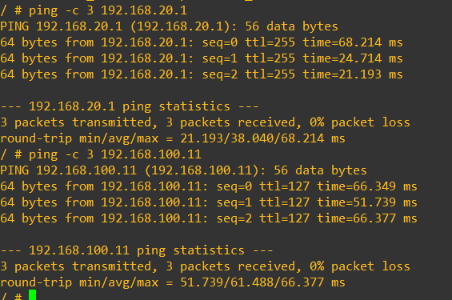 / # ping -c 3 192.168.20.1
PING 192.168.20.1 (192.168.20.1): 56 data bytes
64 bytes from 192.168.20.1: seq=0 ttl=255 time=68.214 ms
64 bytes from 192.168.20.1: seq=1 ttl=255 time=24.714 ms
64 bytes from 192.168.20.1: seq=2 ttl=255 time=21.193 ms
--- 192.168.20.1 ping statistics ---
3 packets transmitted, 3 packets received, 0% packet loss
round-trip min/avg/max = 21.193/38.040/68.214 ms
/ # ping -c 3 192.168.100.11
PING 192.168.100.11 (192.168.100.11): 56 data bytes
64 bytes from 192.168.100.11: seq=0 ttl=127 time=66.349 ms
64 bytes from 192.168.100.11: seq=1 ttl=127 time=51.739 ms
64 bytes from 192.168.100.11: seq=2 ttl=127 time=66.377 ms
--- 192.168.100.11 ping statistics ---
3 packets transmitted, 3 packets received, 0% packet loss
round-trip min/avg/max = 51.739/61.488/66.377 ms
/ #